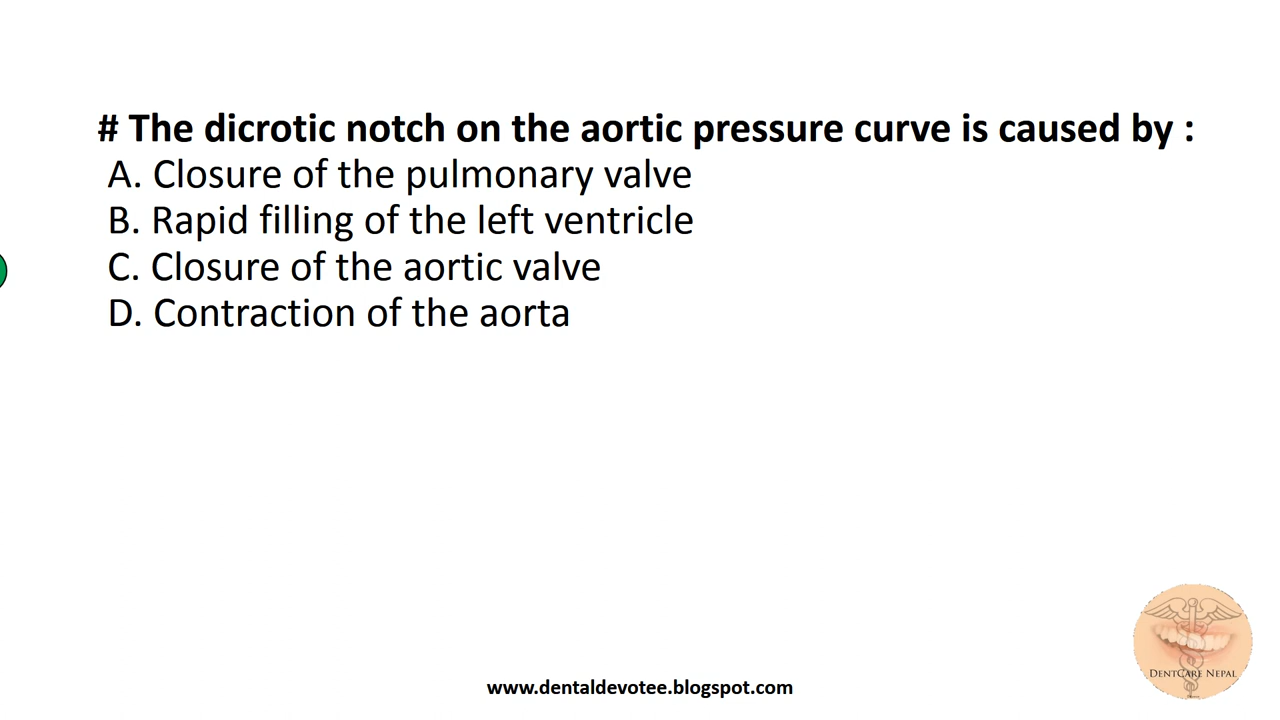 # The dicrotic notch on the aortic pressure curve is caused by :
A. Closure of the pulmonary valve
B. Rapid filling of the left ventricle
C. Closure of the aortic valve
D. Contraction of the aorta
DENTCARE NEPAL
www.dentaldevotee.blogspot.com